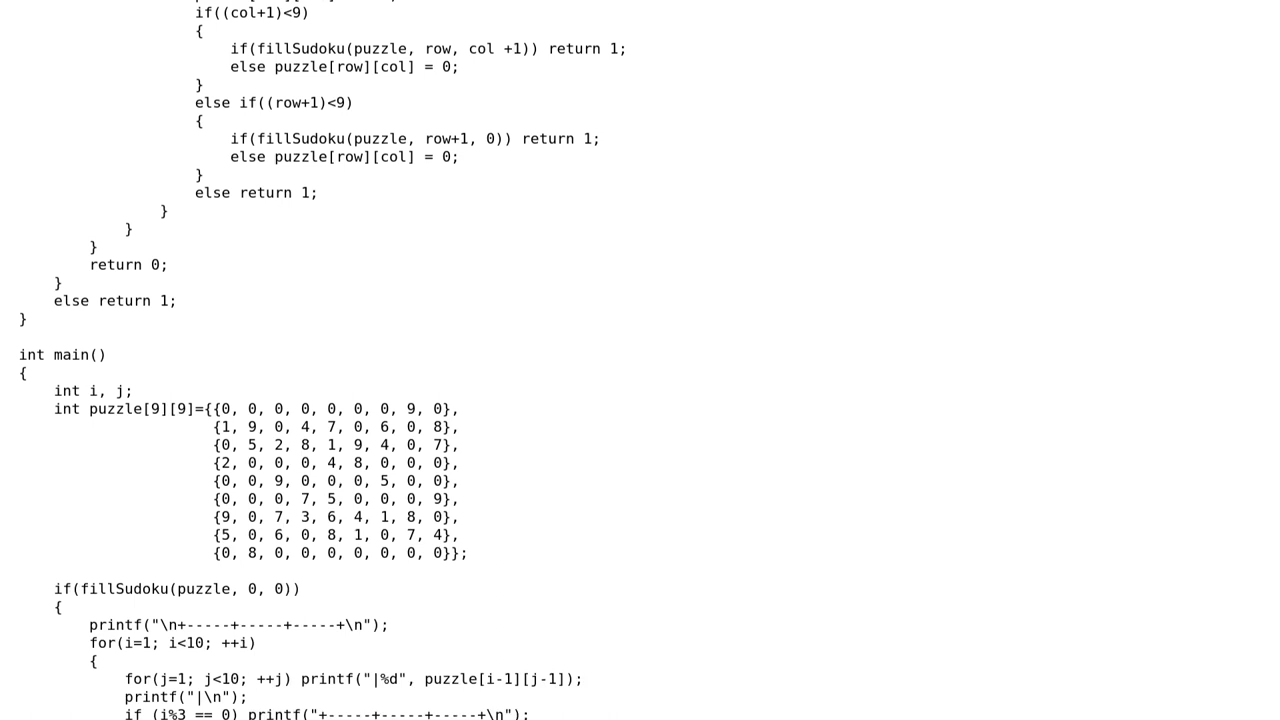 if((col+1)<9)
{
if(fillSudoku(puzzle, row, col +1)) return 1;
else puzzle[row][col] = 0;
}
else if((row+1)<9)
{
if(fillSudoku(puzzle, row+1, 0)) return 1;
else puzzle[row][col] = 0;
}
else return 1;
}
}
}
return 0;
}
else return 1;
}
int main()
{
int i, j;
int puzzle[9][9]={{0, 0, 0, 0, 0, 0, 0, 9, 0},
{1, 9, 0, 4, 7, 0, 6, 0, 8},
{0, 5, 2, 8, 1, 9, 4, 0, 7},
{2, 0, 0, 0, 4, 8, 0, 0, 0},
{0, 0, 9, 0, 0, 0, 5, 0, 0},
{0, 0, 0, 7, 5, 0, 0, 0, 9},
{9, 0, 7, 3, 6, 4, 1, 8, 0},
{5, 0, 6, 0, 8, 1, 0, 7, 4},
{0, 8, 0, 0, 0, 0, 0, 0, 0}};
if(fillSudoku(puzzle, 0, 0))
{
printf("\n+-----+-----+-----+\n");
for(i=1; i<10; ++i)
{
for(j=1; j<10; ++j) printf("|%d", puzzle[i-1][j-1]);
printf("|\n");
if (i%3 == 0) printf("+-----+-----+-----+\n");